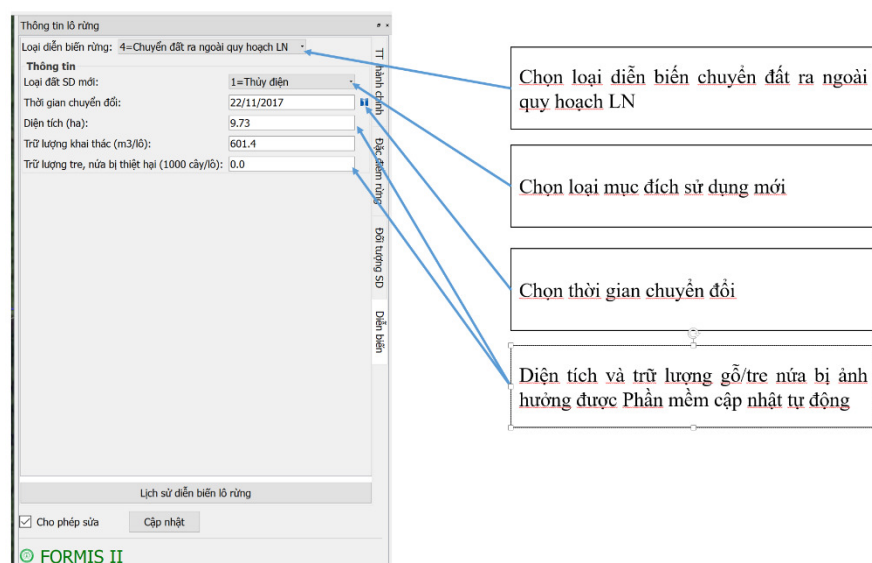 Thông tin lô rừng
Loại diễn biến rừng: 4=Chuyển đất ra ngoài quy hoạch LN
Thông tin
Loại đất SD mới: 1=Thủy điện
Thời gian chuyển đổi: 22/11/2017
Diện tích (ha): 9.73
Trữ lượng khai thác (m3/lô): 601.4
Trữ lượng tre, nứa bị thiệt hại (1000 cây/lô): 0.0
TT hành chính
Đặc điểm rừng
Đối tượng SD
Diễn biến
Lịch sử diễn biến lô rừng
Cho phép sửa
Cập nhật
FORMIS II
Chọn loại diễn biến chuyển đất ra ngoài
quy hoạch LN
Chọn loại mục đích sử dụng mới
Chọn thời gian chuyển đổi
Diện tích và trữ lượng gỗ/tre nứa bị ảnh
hưởng được Phần mềm cập nhật tự động